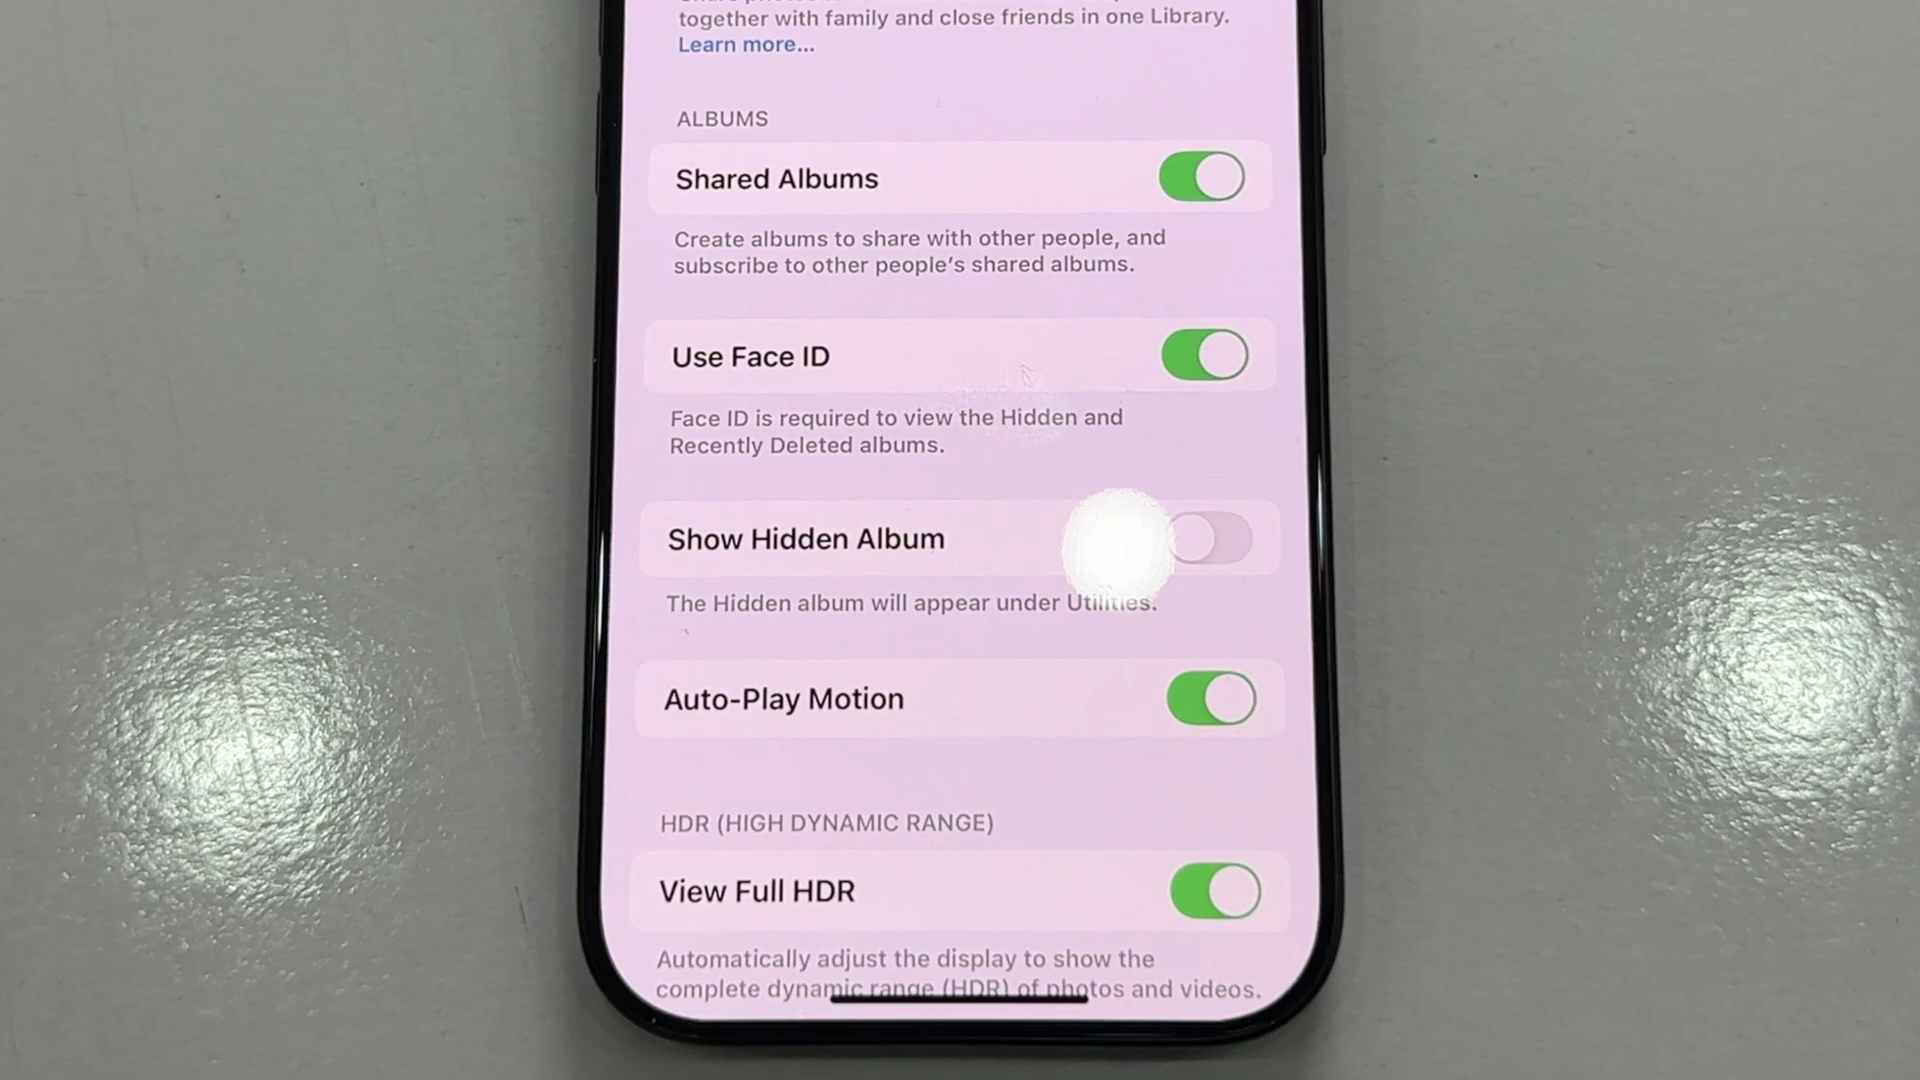 together with family and close friends in one Library.
Learn more...
ALBUMS
Shared Albums
Create albums to share with other people, and
subscribe to other people's shared albums.
Use Face ID
Face ID is required to view the Hidden and
Recently Deleted albums.
Show Hidden Album
The Hidden album will appear under Utilities.
Auto-Play Motion
HDR (HIGH DYNAMIC RANGE)
View Full HDR
Automatically adjust the display to show the
complete dynamic range (HDR) of photos and videos.